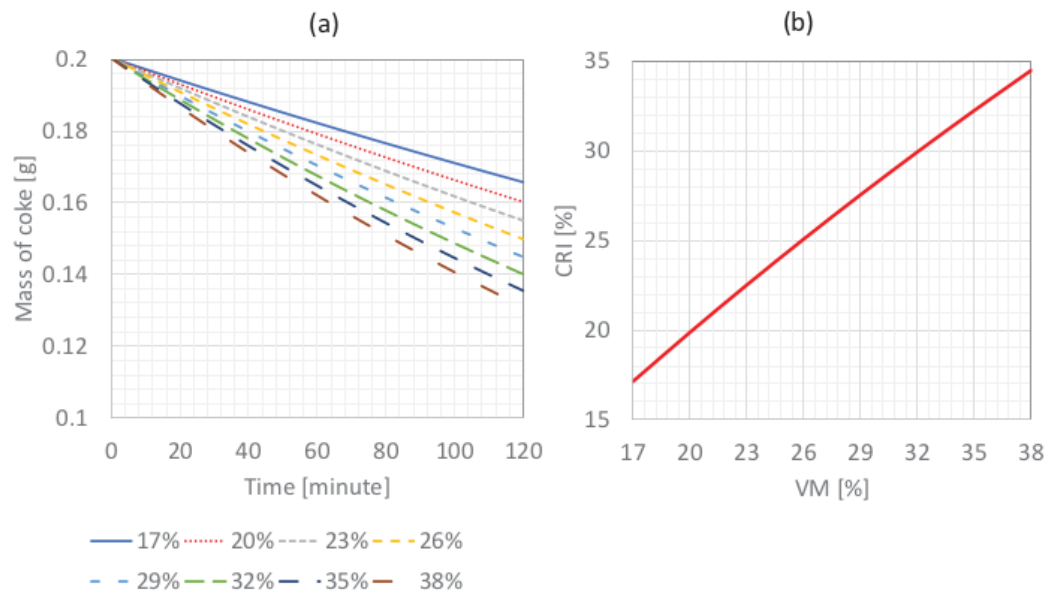 (a)
0.2
0.18
0.16
0.14
0.12
0.1
Mass of coke [g]
0 20 40 60 80 100 120
Time [minute]
17% 20% 23% 26%
29% 32% 35% 38%
(b)
35
30
25
20
15
CRI [%]
17 20 23 26 29 32 35 38
VM [%]